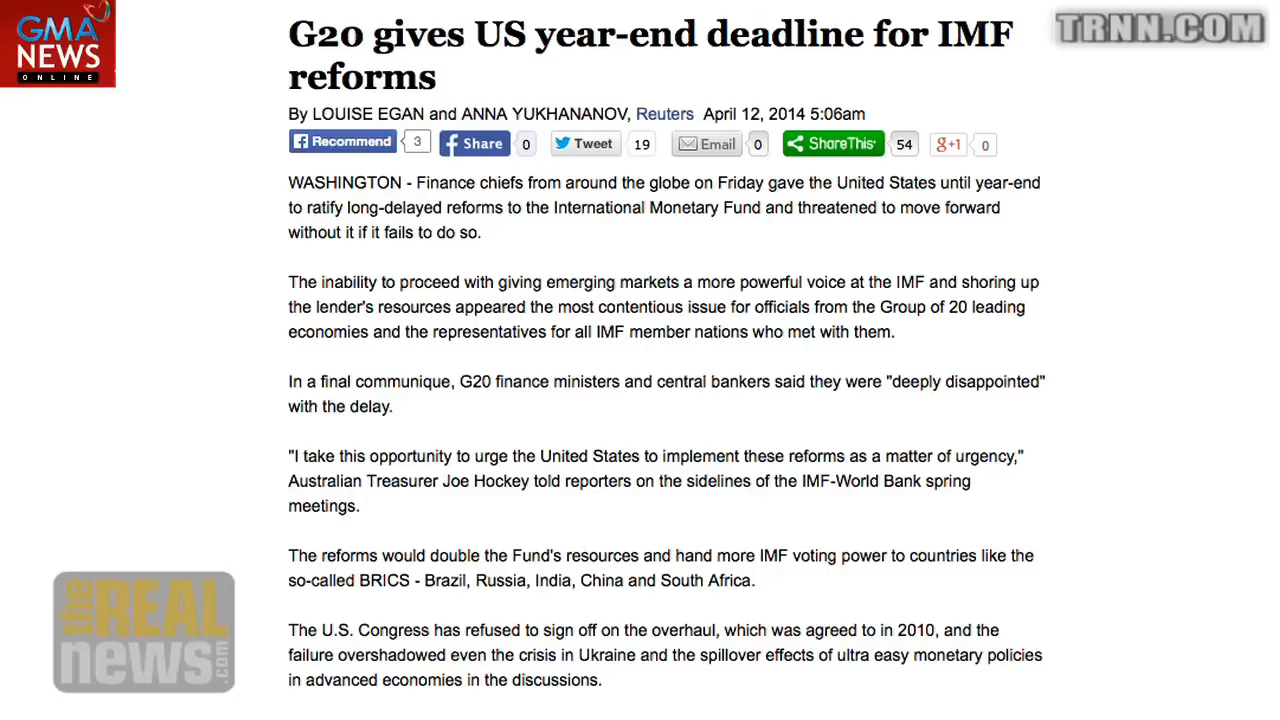 GMA
NEWS
ONLINE
TRNN.COM
G20 gives US year-end deadline for IMF
reforms
By LOUISE EGAN and ANNA YUKHANANOV, Reuters April 12, 2014 5:06am
Recommend 3 Share 0 Tweet 19 Email 0 ShareThis 54 g+1 0
WASHINGTON - Finance chiefs from around the globe on Friday gave the United States until year-end
to ratify long-delayed reforms to the International Monetary Fund and threatened to move forward
without it if it fails to do so.
The inability to proceed with giving emerging markets a more powerful voice at the IMF and shoring up
the lender's resources appeared the most contentious issue for officials from the Group of 20 leading
economies and the representatives for all IMF member nations who met with them.
In a final communique, G20 finance ministers and central bankers said they were "deeply disappointed"
with the delay.
"I take this opportunity to urge the United States to implement these reforms as a matter of urgency,"
Australian Treasurer Joe Hockey told reporters on the sidelines of the IMF-World Bank spring
meetings.
The reforms would double the Fund's resources and hand more IMF voting power to countries like the
so-called BRICS - Brazil, Russia, India, China and South Africa.
The U.S. Congress has refused to sign off on the overhaul, which was agreed to in 2010, and the
failure overshadowed even the crisis in Ukraine and the spillover effects of ultra easy monetary policies
in advanced economies in the discussions.
the REAL
news.com